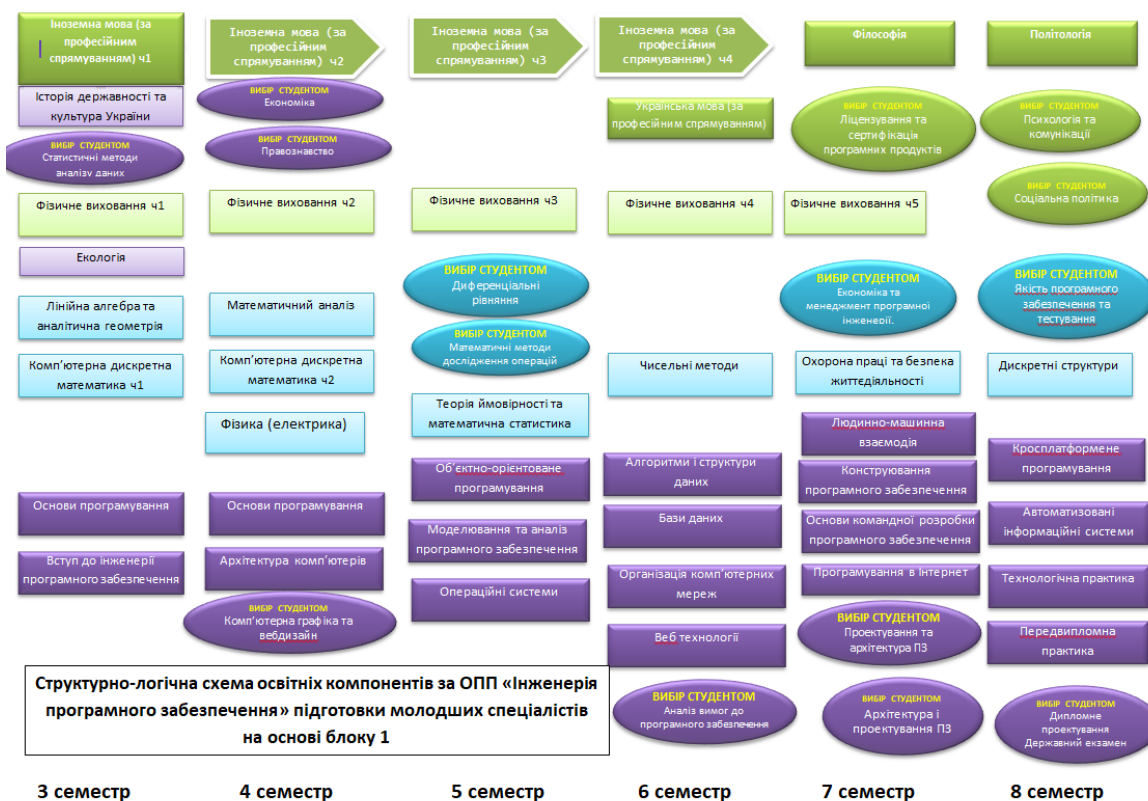 Іноземна мова (за
професійним
спрямуванням) ч1
Історія державності та
культура України
ВИБІР СТУДЕНТОМ
Статистичні методи
аналізу даних
Фізичне виховання ч1
Екологія
Лінійна алгебра та
аналітична геометрія
Комп’ютерна дискретна
математика ч1
Основи програмування
Вступ до інженерії
програмного забезпечення
Іноземна мова (за
професійним
спрямуванням) ч2
ВИБІР СТУДЕНТОМ
Економіка
ВИБІР СТУДЕНТОМ
Правознавство
Фізичне виховання ч2
Математичний аналіз
Комп’ютерна дискретна
математика ч2
Фізика (електрика)
Основи програмування
Архітектура комп’ютерів
ВИБІР СТУДЕНТОМ
Комп’ютерна графіка та
вебдизайн
Іноземна мова (за
професійним
спрямуванням) ч3
Фізичне виховання ч3
ВИБІР СТУДЕНТОМ
Диференціальні
рівняння
ВИБІР СТУДЕНТОМ
Математичні методи
дослідження операцій
Теорія ймовірності та
математична статистика
Об’єктно-орієнтоване
програмування
Моделювання та аналіз
програмного забезпечення
Операційні системи
Іноземна мова (за
професійним
спрямуванням) ч4
Українська мова (за
професійним спрямуванням)
Фізичне виховання ч4
Чисельні методи
Алгоритми і структури
даних
Бази даних
Організація комп’ютерних
мереж
Веб технології
ВИБІР СТУДЕНТОМ
Аналіз вимог до
програмного забезпечення
Філософія
ВИБІР СТУДЕНТОМ
Ліцензування та
сертифікація
програмних продуктів
Фізичне виховання ч5
ВИБІР СТУДЕНТОМ
Економіка та
менеджмент програмної
інженерії.
Охорона праці та безпека
життєдіяльності
Людинно-машинна
взаємодія
Конструювання
програмного забезпечення
Основи командної розробки
програмного забезпечення
Програмування в Інтернет
ВИБІР СТУДЕНТОМ
Проектування та
архітектура ПЗ
ВИБІР СТУДЕНТОМ
Архітектура і
проектування ПЗ
Політологія
ВИБІР СТУДЕНТОМ
Психологія та
комунікації
ВИБІР СТУДЕНТОМ
Соціальна політика
ВИБІР СТУДЕНТОМ
Якість програмного
забезпечення та
тестування
Дискретні структури
Кросплатформене
програмування
Автоматизовані
інформаційні системи
Технологічна практика
Передвипломна
практика
ВИБІР СТУДЕНТОМ
Дипломне
проектування
Державний екзамен
Структурно-логічна схема освітніх компонентів за ОПП «Інженерія
програмного забезпечення» підготовки молодших спеціалістів
на основі блоку 1
3 семестр 4 семестр 5 семестр 6 семестр 7 семестр 8 семестр